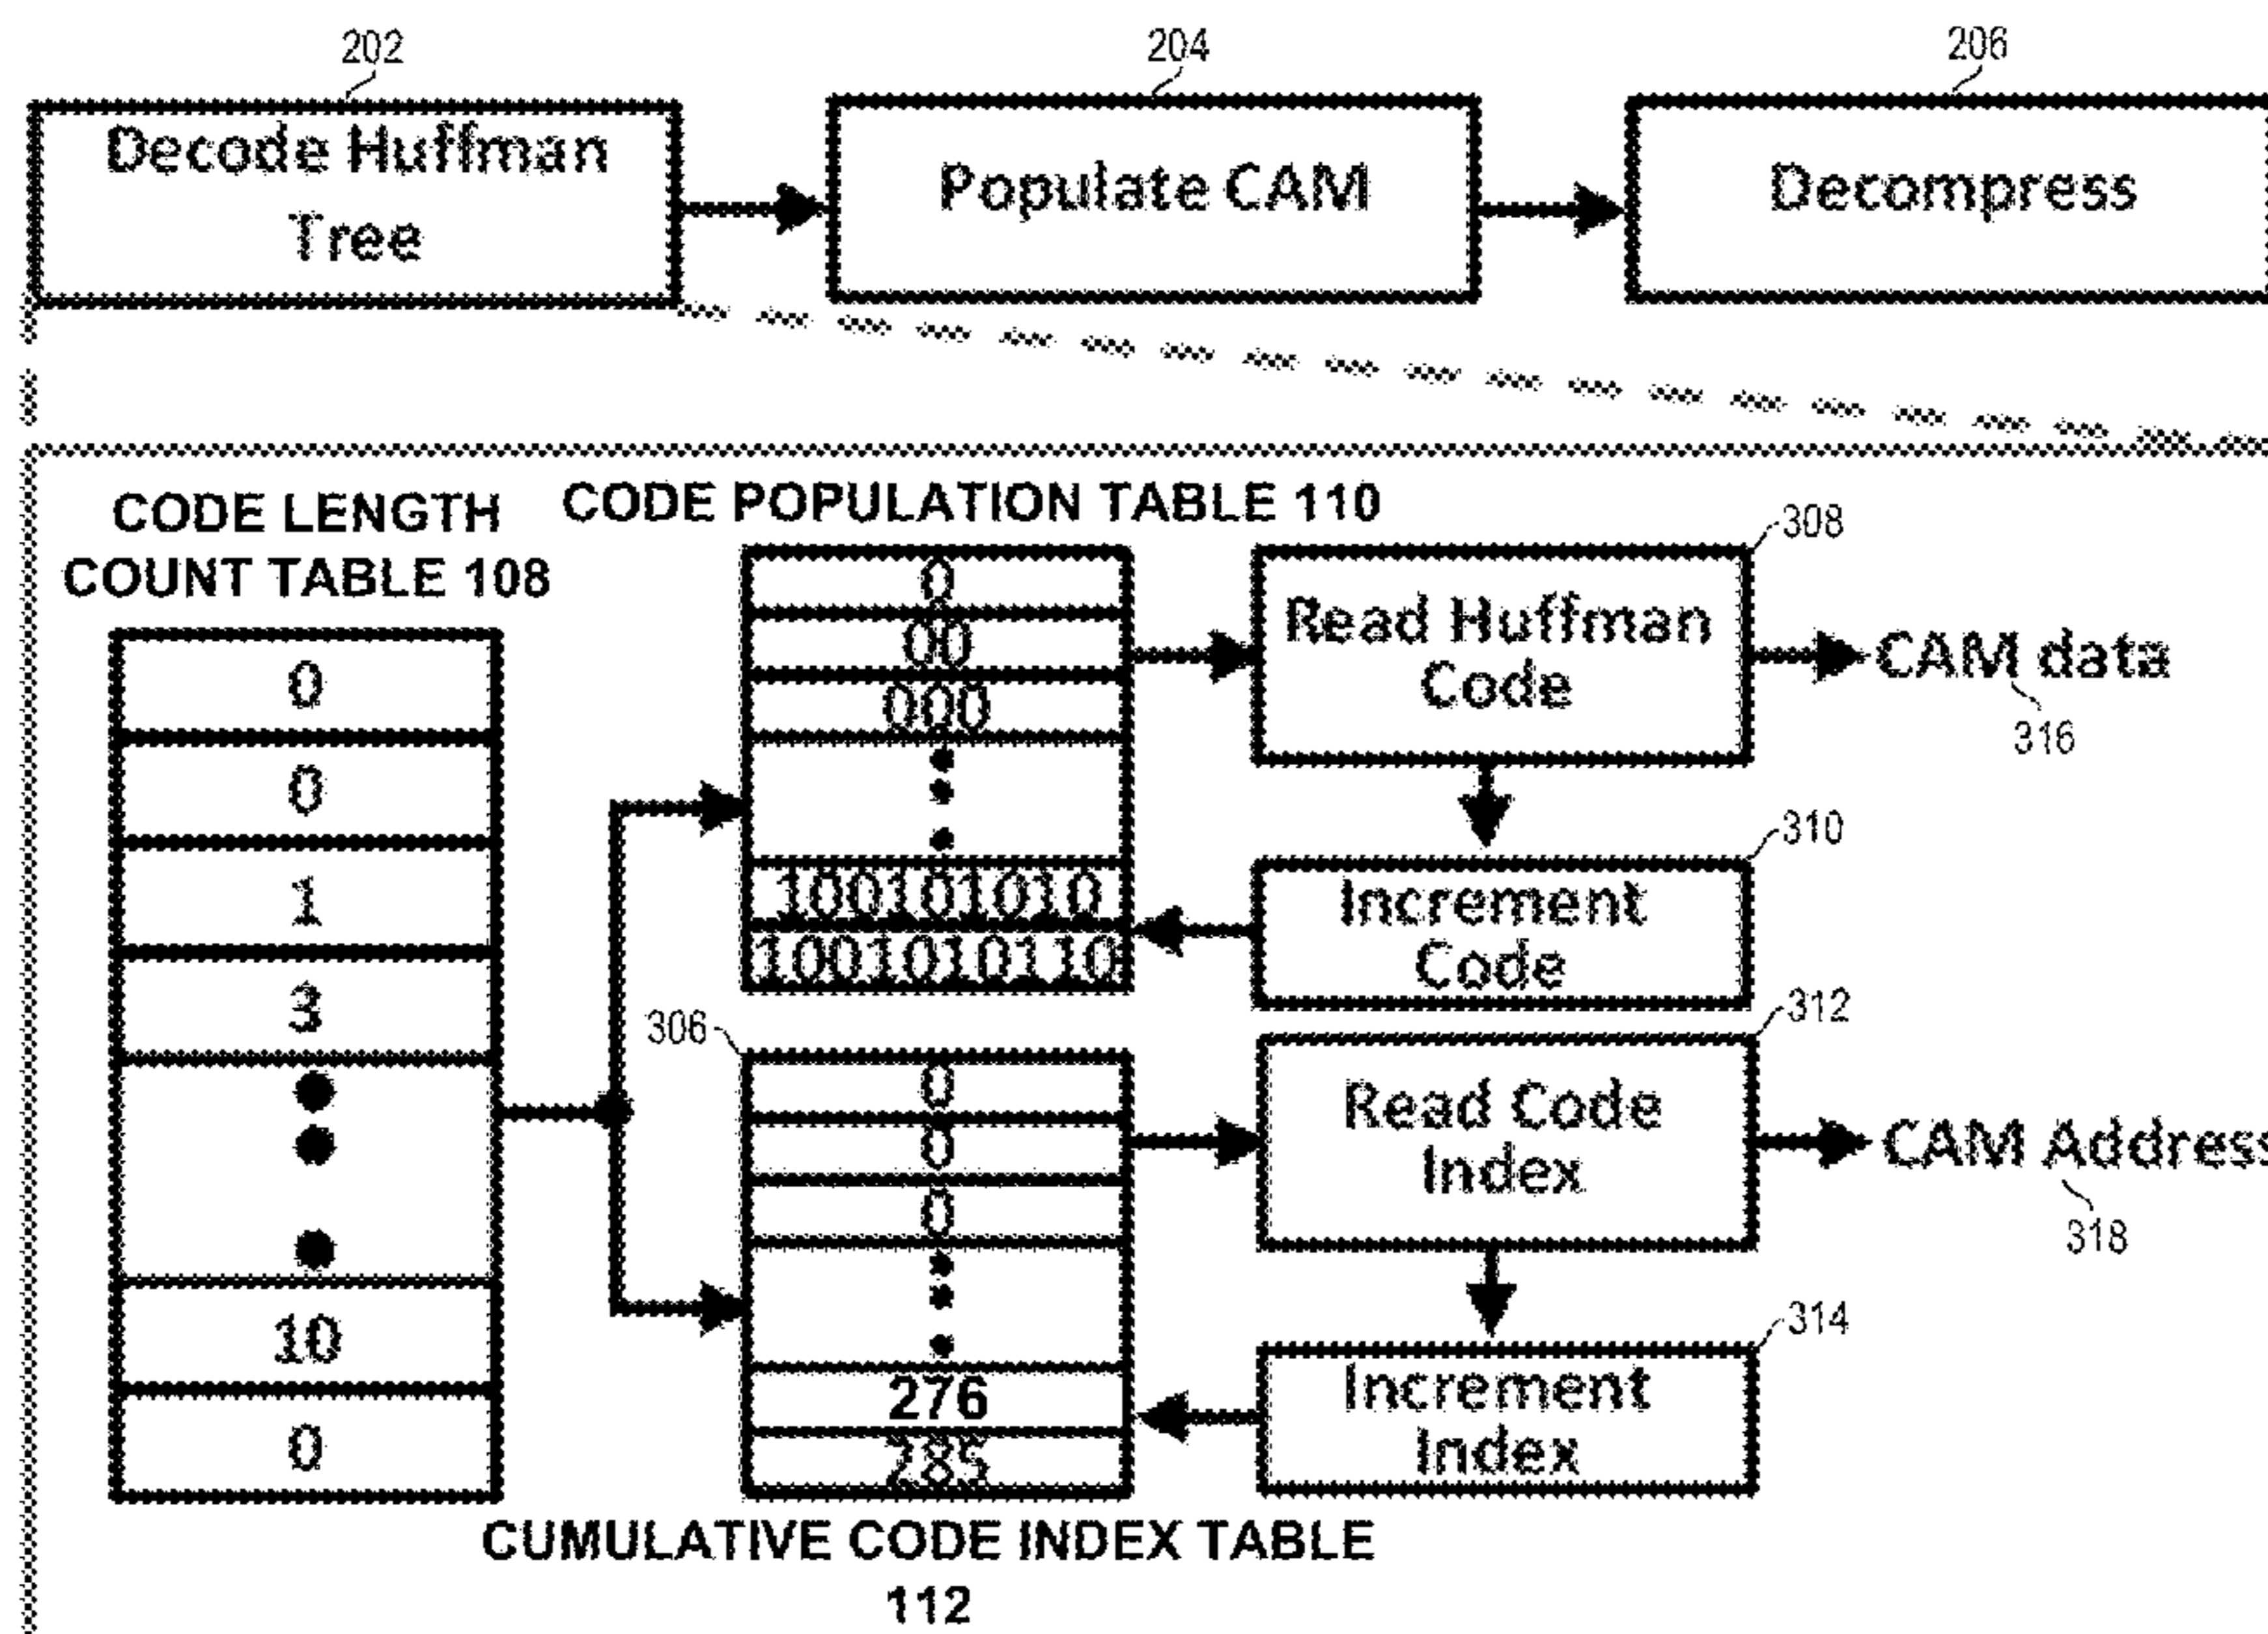 202
204
206
Decode Huffman
Tree
Populate CAM
Decompress
CODE LENGTH
COUNT TABLE 108
CODE POPULATION TABLE 110
0
0
1
3
10
0
0
00
000
100101010
1001010110
308
Read Huffman
Code
CAM data
316
310
Increment
Code
306
0
0
0
276
285
312
Read Code
Index
CAM Address
318
314
Increment
Index
CUMULATIVE CODE INDEX TABLE
112